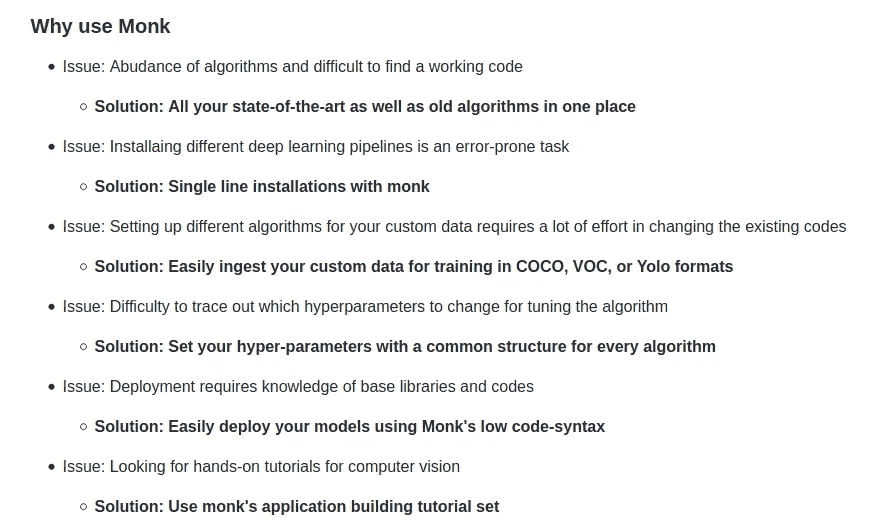 Why use Monk
Issue: Abudance of algorithms and difficult to find a working code
Solution: All your state-of-the-art as well as old algorithms in one place
Issue: Installaing different deep learning pipelines is an error-prone task
Solution: Single line installations with monk
Issue: Setting up different algorithms for your custom data requires a lot of effort in changing the existing codes
Solution: Easily ingest your custom data for training in COCO, VOC, or Yolo formats
Issue: Difficulty to trace out which hyperparameters to change for tuning the algorithm
Solution: Set your hyper-parameters with a common structure for every algorithm
Issue: Deployment requires knowledge of base libraries and codes
Solution: Easily deploy your models using Monk's low code-syntax
Issue: Looking for hands-on tutorials for computer vision
Solution: Use monk's application building tutorial set